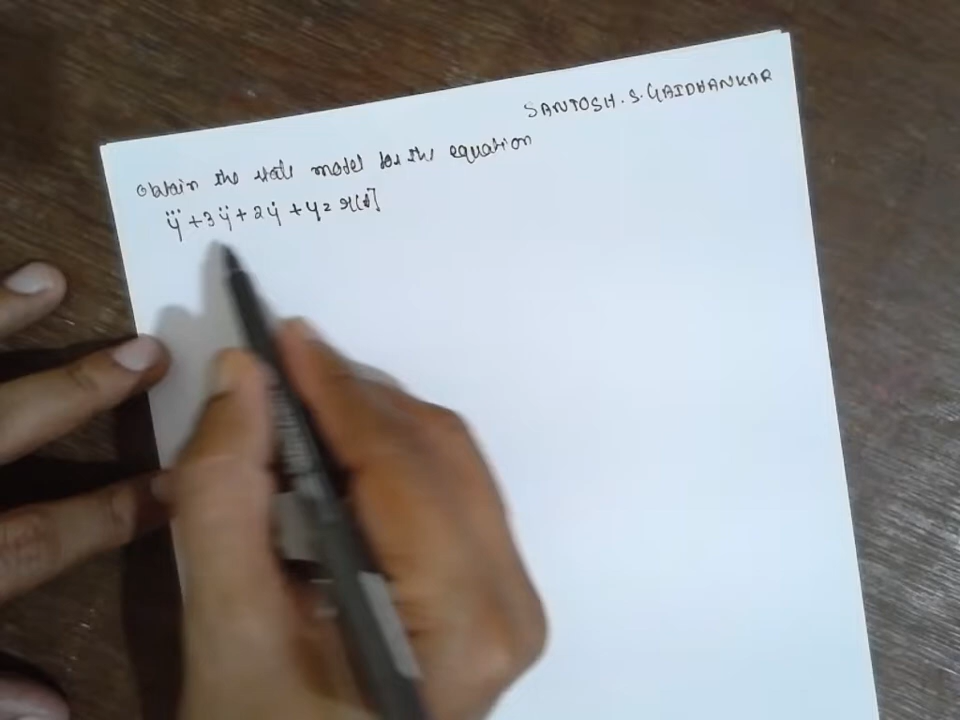 SANTOSH.S.GAIDHANKAR
obtain the state model for the equation
y⃛ + 3ÿ + 2ẏ + y = r(t)